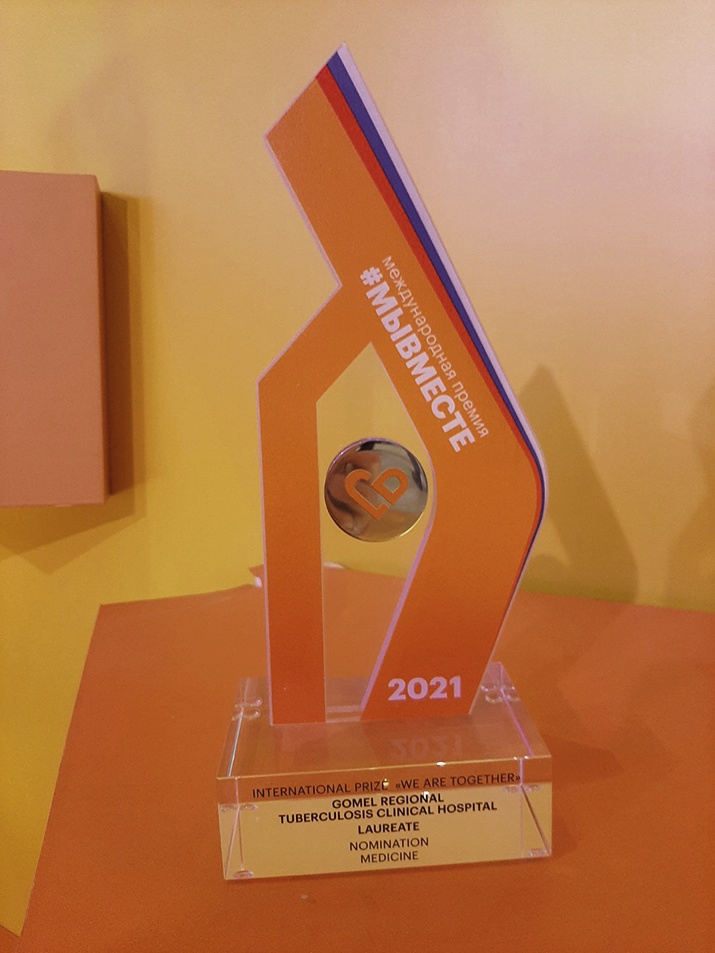 международная премия
#МЫВМЕСТЕ
2021
INTERNATIONAL PRIZE «WE ARE TOGETHER»
GOMEL REGIONAL
TUBERCULOSIS CLINICAL HOSPITAL
LAUREATE
NOMINATION
MEDICINE